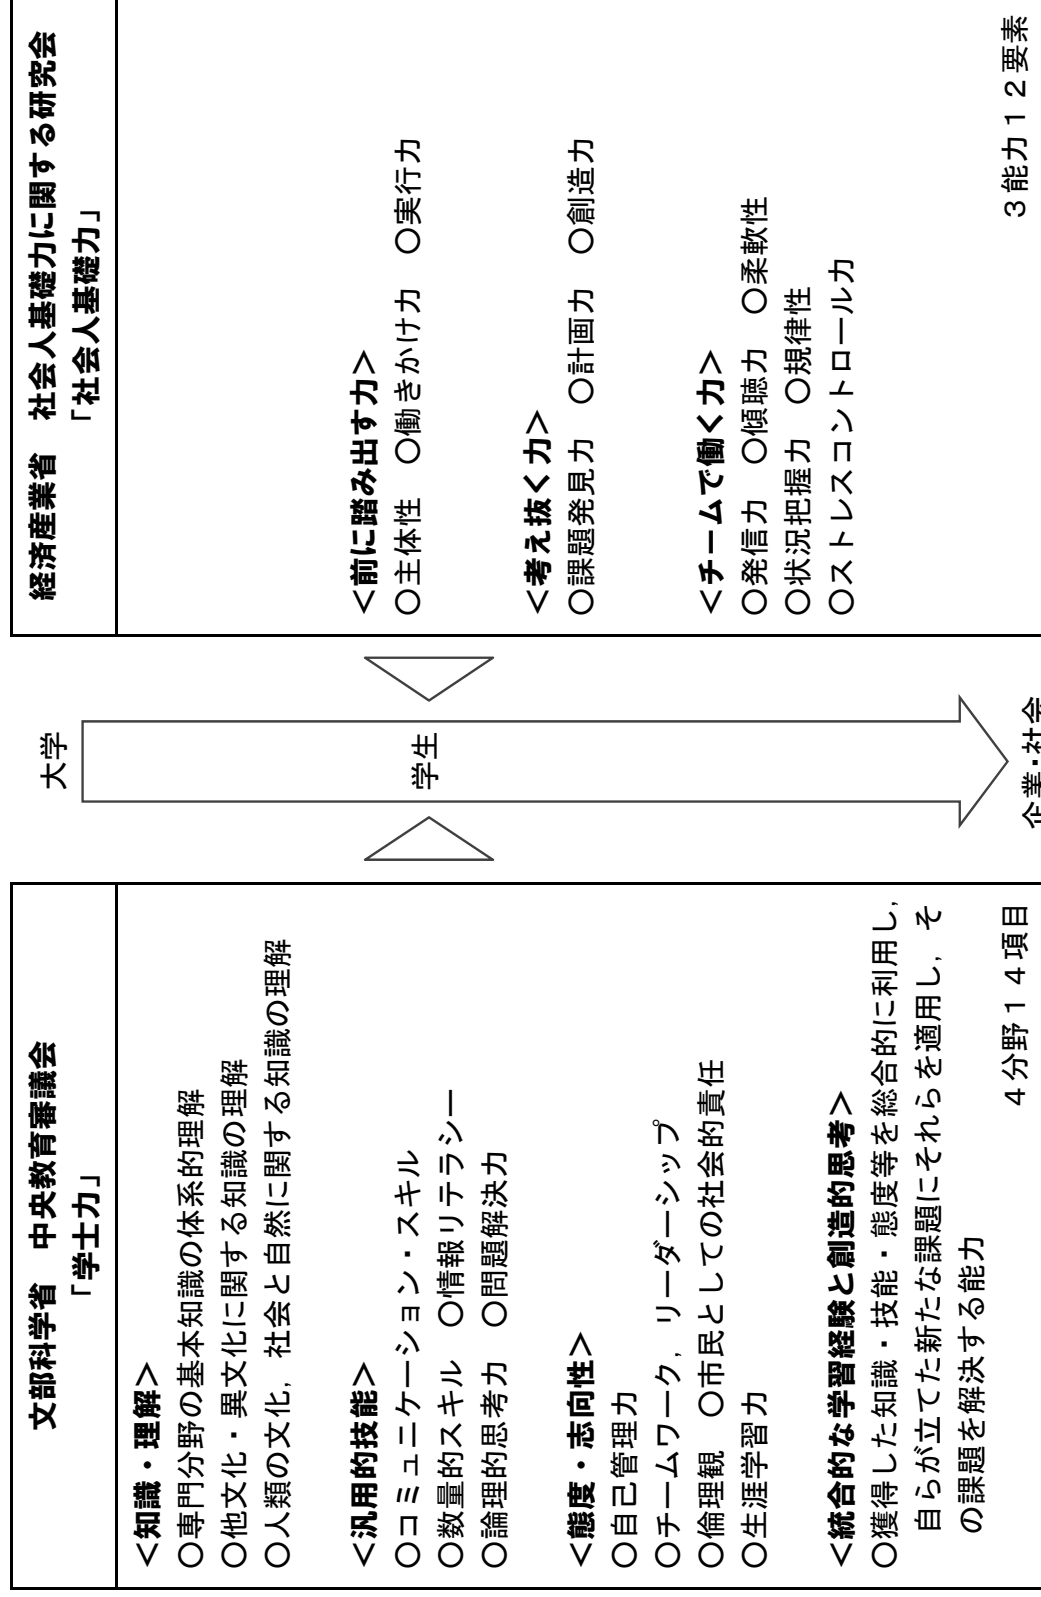 文部科学省　中央教育審議会
「学士力」
＜知識・理解＞
○専門分野の基本知識の体系的理解
○他文化・異文化に関する知識の理解
○人類の文化，社会と自然に関する知識の理解
＜汎用的技能＞
○コミュニケーション・スキル
○数量的スキル　○情報リテラシー
○論理的思考力　○問題解決力
＜態度・志向性＞
○自己管理力
○チームワーク，リーダーシップ
○倫理観　○市民としての社会的責任
○生涯学習力
＜統合的な学習経験と創造的思考＞
○獲得した知識・技能・態度等を総合的に利用し，
自らが立てた新たな課題にそれらを適用し，そ
の課題を解決する能力
４分野１４項目
大学
学生
企業・社会
経済産業省　社会人基礎力に関する研究会
「社会人基礎力」
＜前に踏み出す力＞
○主体性　○働きかけ力　○実行力
＜考え抜く力＞
○課題発見力　○計画力　○創造力
＜チームで働く力＞
○発信力　○傾聴力　○柔軟性
○状況把握力　○規律性
○ストレスコントロール力
３能力１２要素